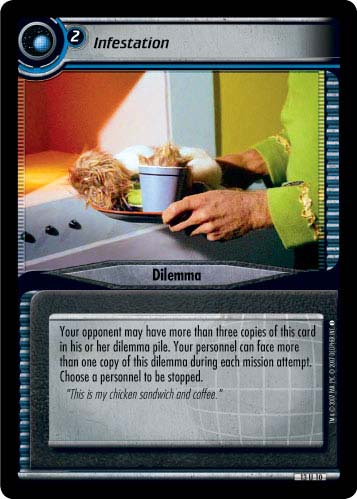 2
Infestation
Dilemma
Your opponent may have more than three copies of this card
in his or her dilemma pile. Your personnel can face more
than one copy of this dilemma during each mission attempt.
Choose a personnel to be stopped.
"This is my chicken sandwich and coffee."